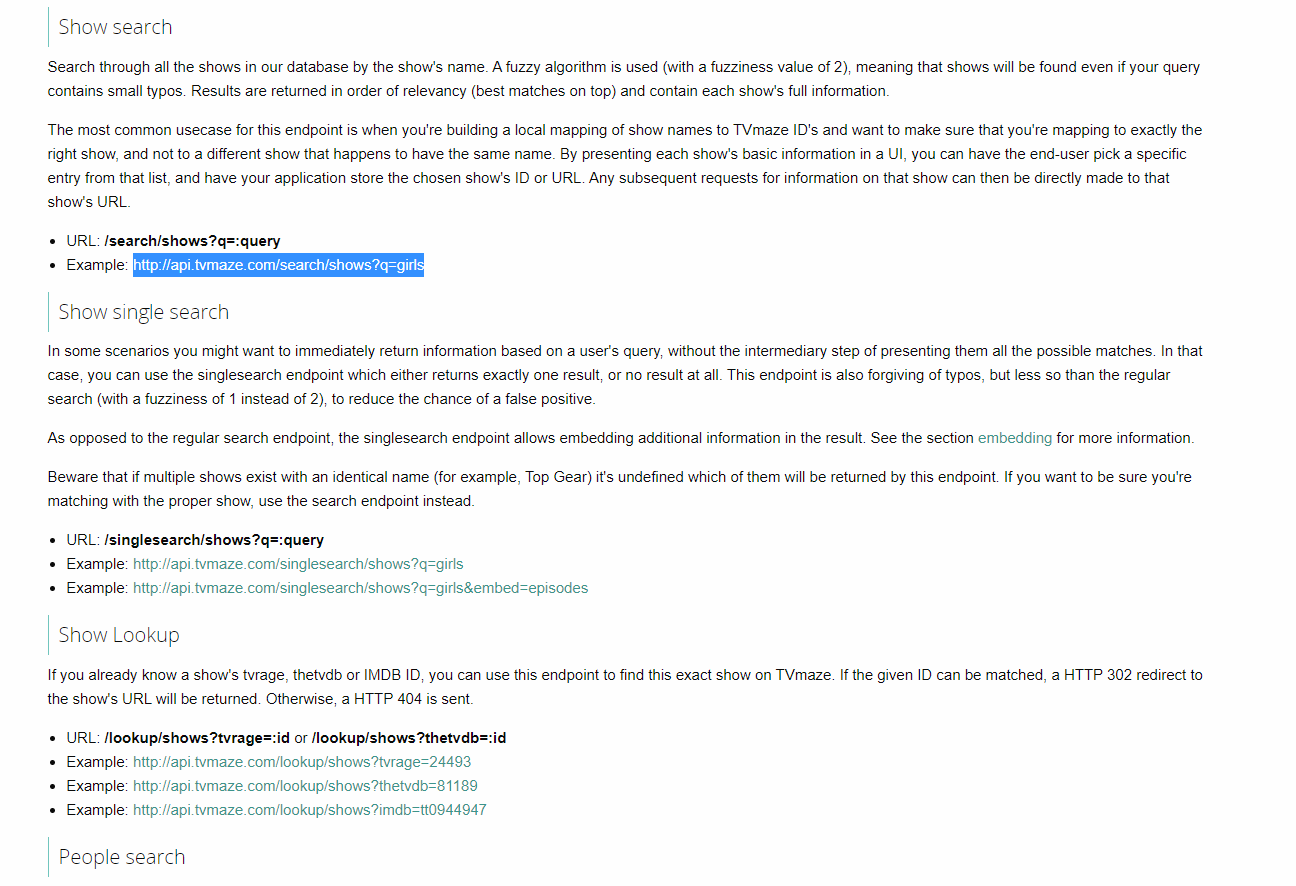 Show search
Search through all the shows in our database by the show's name. A fuzzy algorithm is used (with a fuzziness value of 2), meaning that shows will be found even if your query
contains small typos. Results are returned in order of relevancy (best matches on top) and contain each show's full information.
The most common usecase for this endpoint is when you're building a local mapping of show names to TVmaze ID's and want to make sure that you're mapping to exactly the
right show, and not to a different show that happens to have the same name. By presenting each show's basic information in a UI, you can have the end-user pick a specific
entry from that list, and have your application store the chosen show's ID or URL. Any subsequent requests for information on that show can then be directly made to that
show's URL.
• URL: /search/shows?q=:query
• Example: http://api.tvmaze.com/search/shows?q=girls
Show single search
In some scenarios you might want to immediately return information based on a user's query, without the intermediary step of presenting them all the possible matches. In that
case, you can use the singlesearch endpoint which either returns exactly one result, or no result at all. This endpoint is also forgiving of typos, but less so than the regular
search (with a fuzziness of 1 instead of 2), to reduce the chance of a false positive.
As opposed to the regular search endpoint, the singlesearch endpoint allows embedding additional information in the result. See the section embedding for more information.
Beware that if multiple shows exist with an identical name (for example, Top Gear) it's undefined which of them will be returned by this endpoint. If you want to be sure you're
matching with the proper show, use the search endpoint instead.
• URL: /singlesearch/shows?q=:query
• Example: http://api.tvmaze.com/singlesearch/shows?q=girls
• Example: http://api.tvmaze.com/singlesearch/shows?q=girls&embed=episodes
Show Lookup
If you already know a show's tvrage, thetvdb or IMDB ID, you can use this endpoint to find this exact show on TVmaze. If the given ID can be matched, a HTTP 302 redirect to
the show's URL will be returned. Otherwise, a HTTP 404 is sent.
• URL: /lookup/shows?tvrage=:id or /lookup/shows?thetvdb=:id
• Example: http://api.tvmaze.com/lookup/shows?tvrage=24493
• Example: http://api.tvmaze.com/lookup/shows?thetvdb=81189
• Example: http://api.tvmaze.com/lookup/shows?imdb=tt0944947
People search